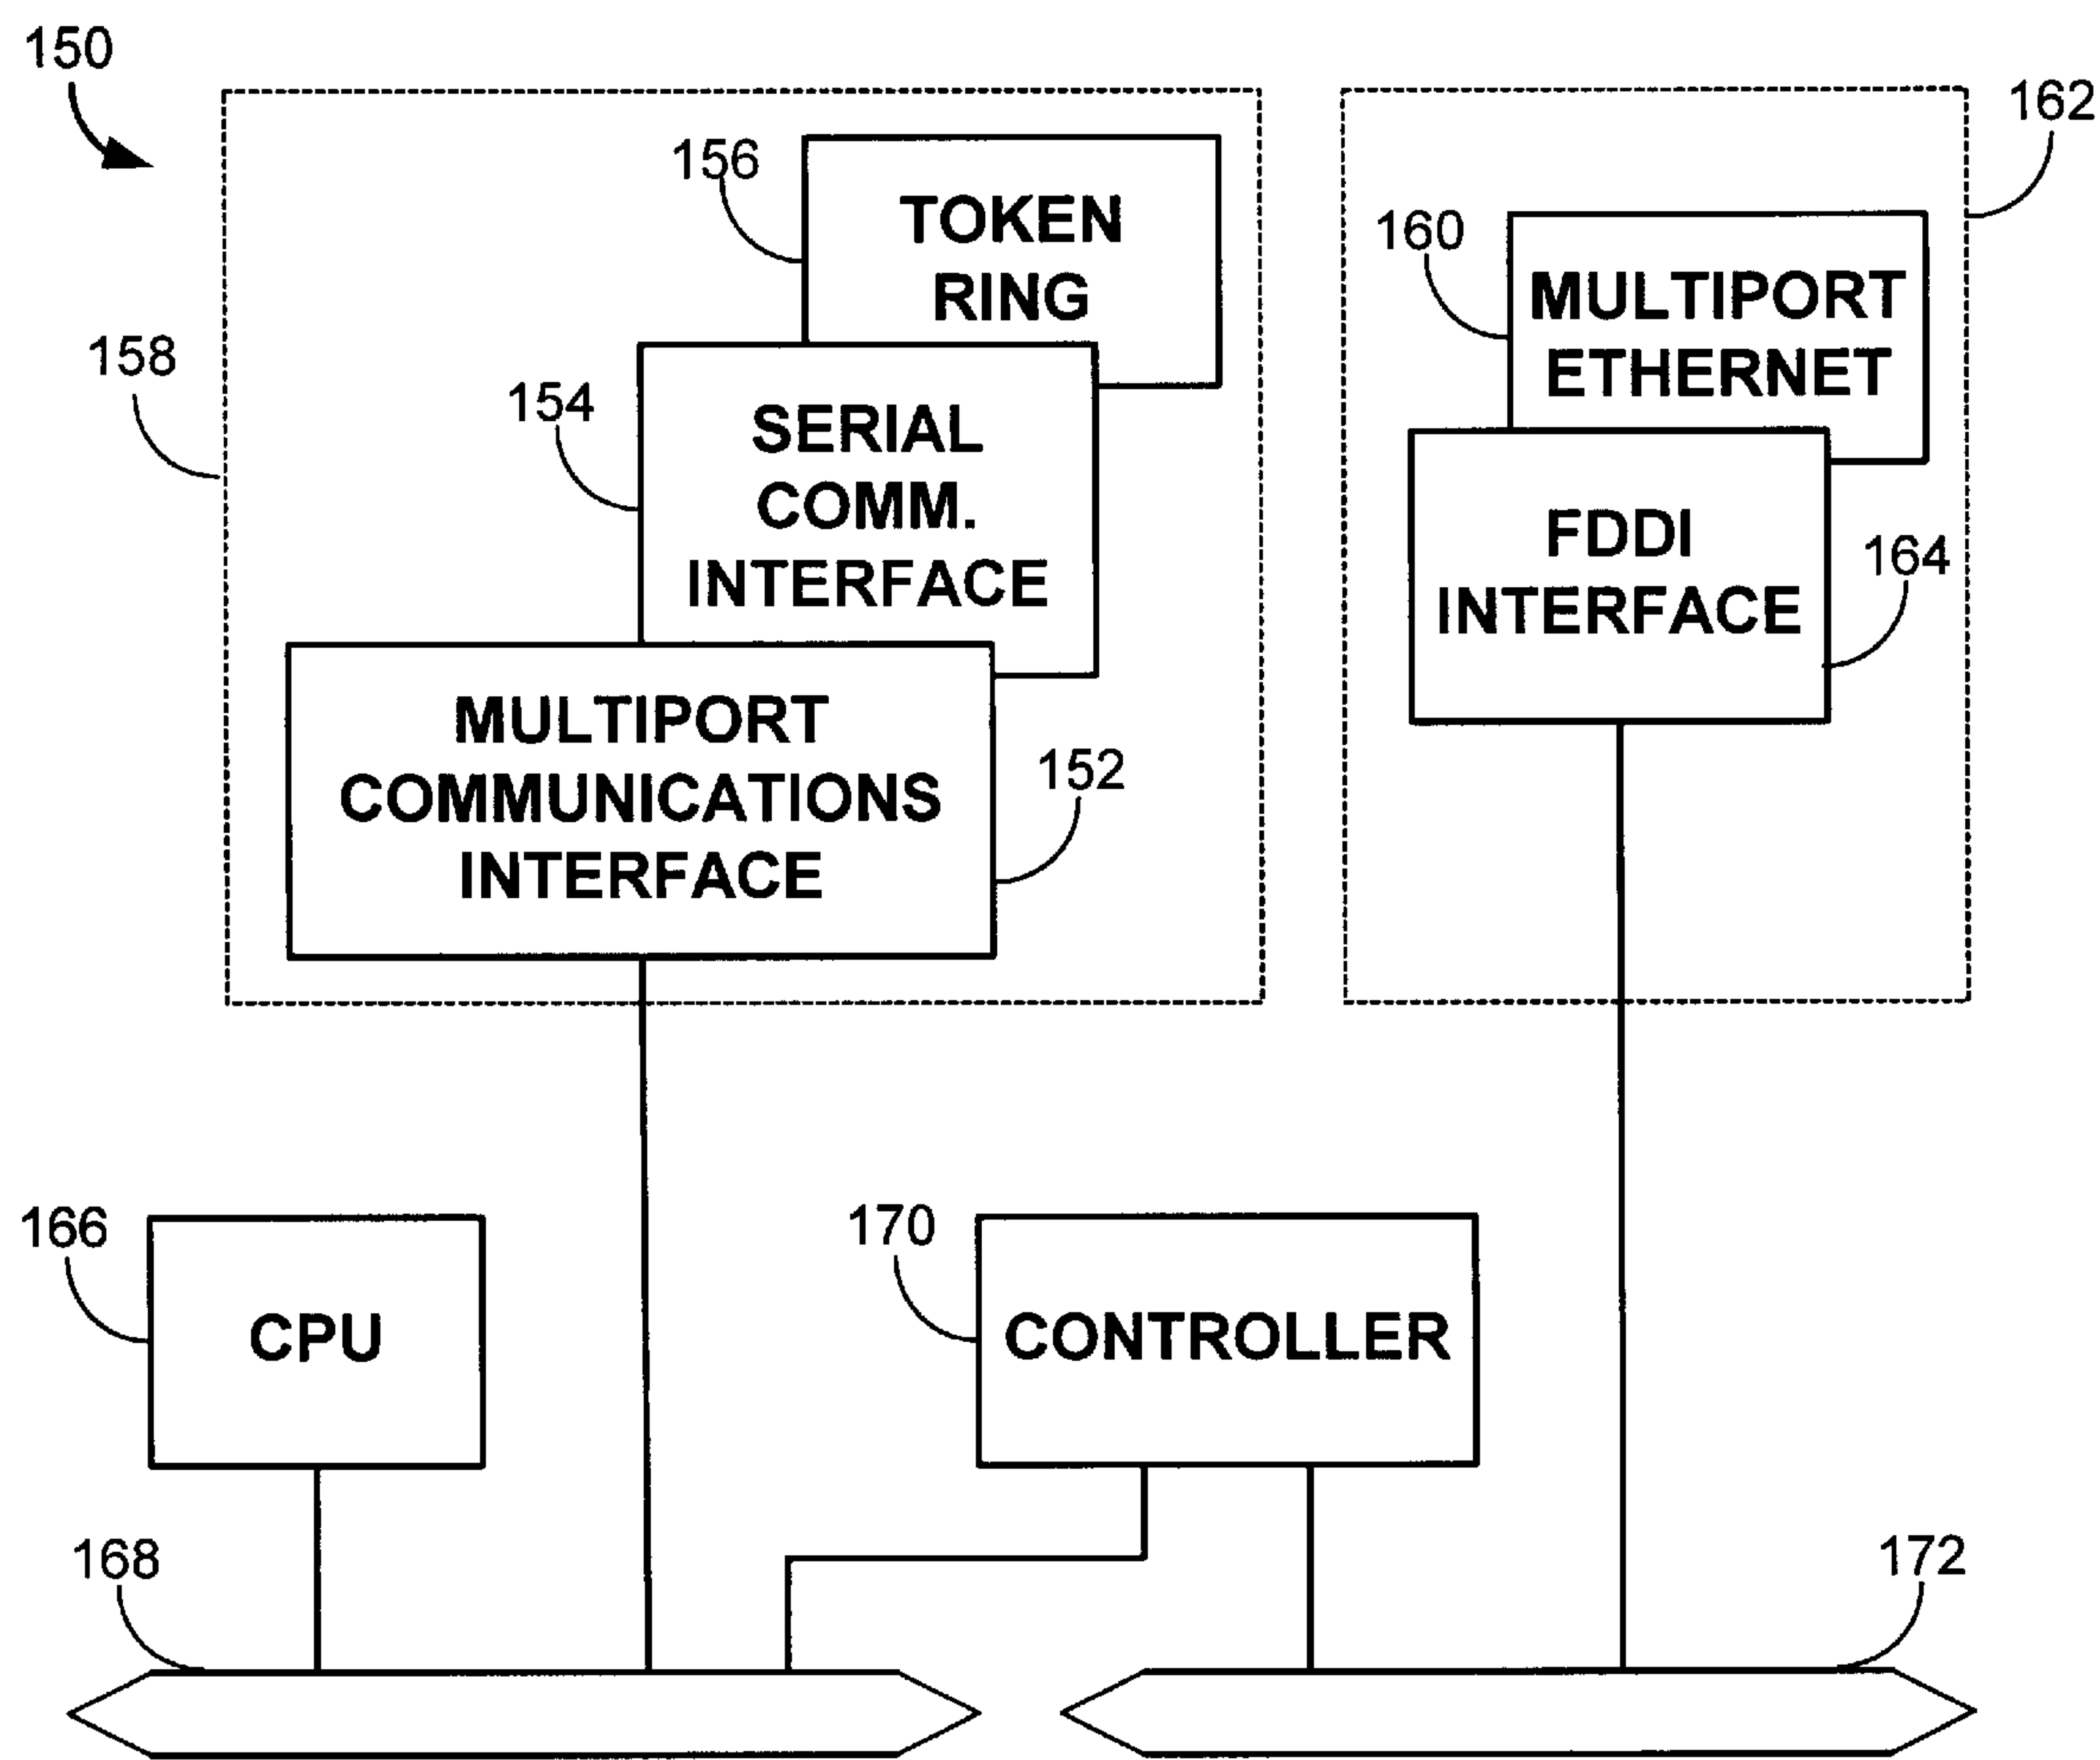 150
162
156
TOKEN
RING
160
MULTIPORT
ETHERNET
158
154
SERIAL
COMM.
INTERFACE
FDDI
INTERFACE
164
MULTIPORT
COMMUNICATIONS
INTERFACE
152
166
CPU
170
CONTROLLER
168
172